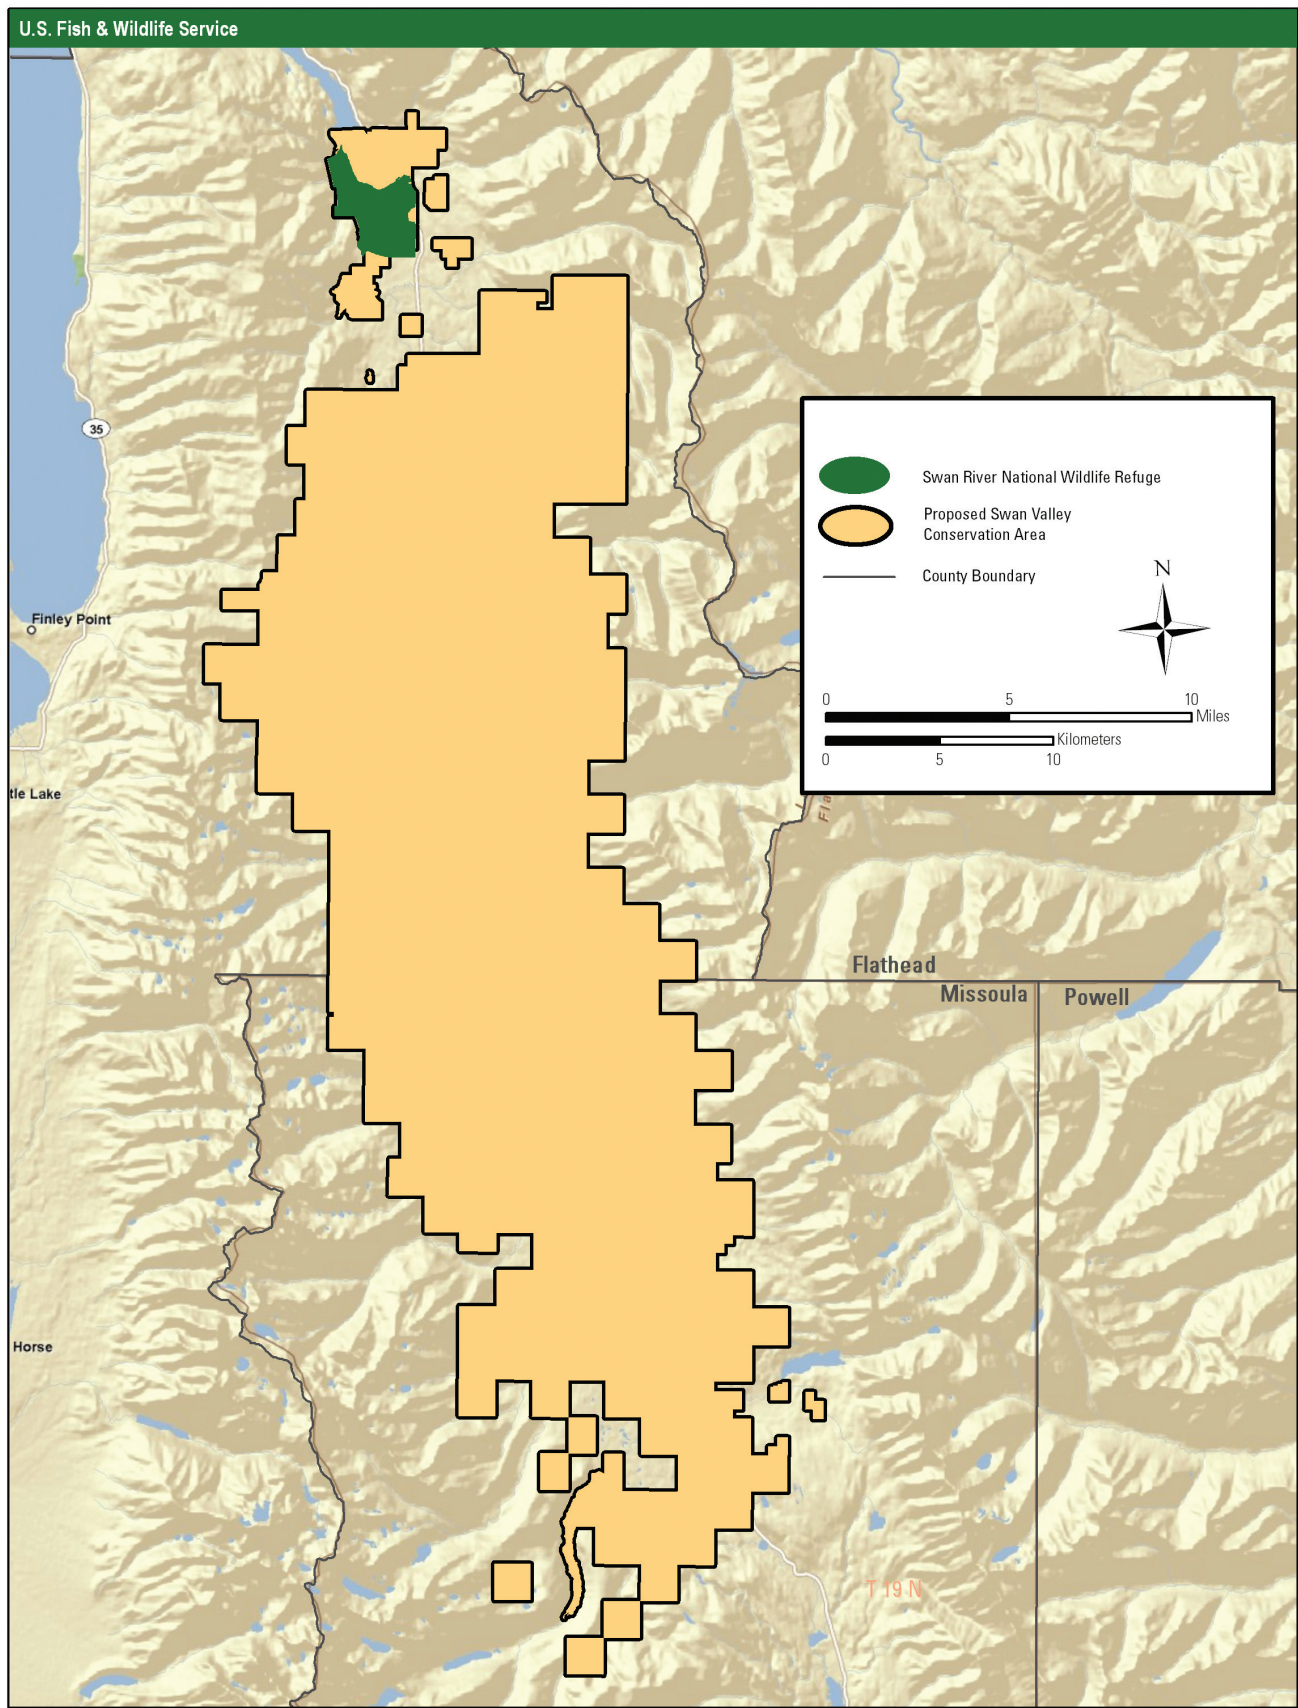 U.S. Fish & Wildlife Service
35
Swan River National Wildlife Refuge
Proposed Swan Valley
Conservation Area
County Boundary
N
Finley Point
0 5 10
Miles
Kilometers
0 5 10
tle Lake
Fla
Flathead
Missoula Powell
Horse
T 19 N